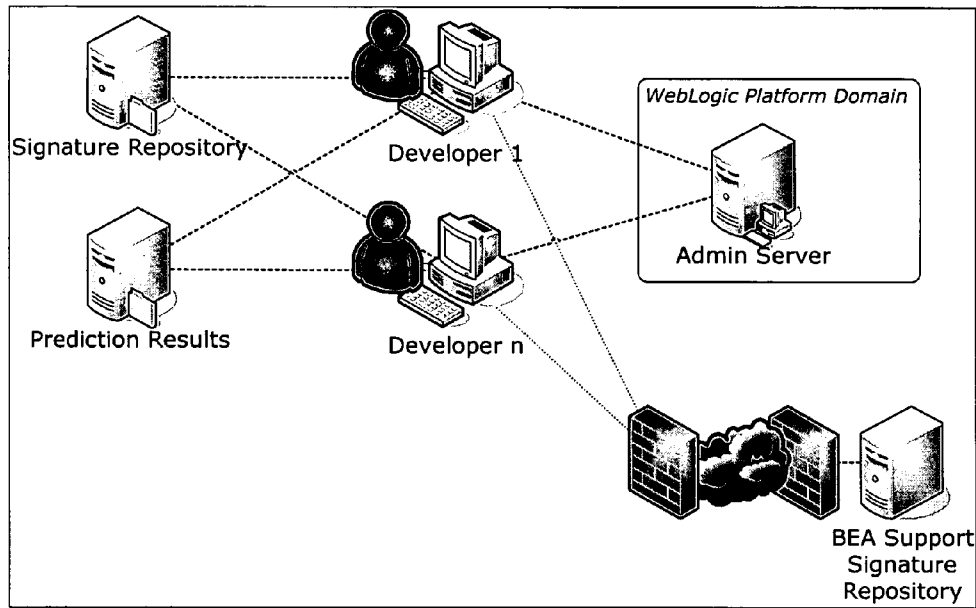 WebLogic Platform Domain
Signature Repository
Developer 1
Admin Server
Prediction Results
Developer n
BEA Support
Signature
Repository